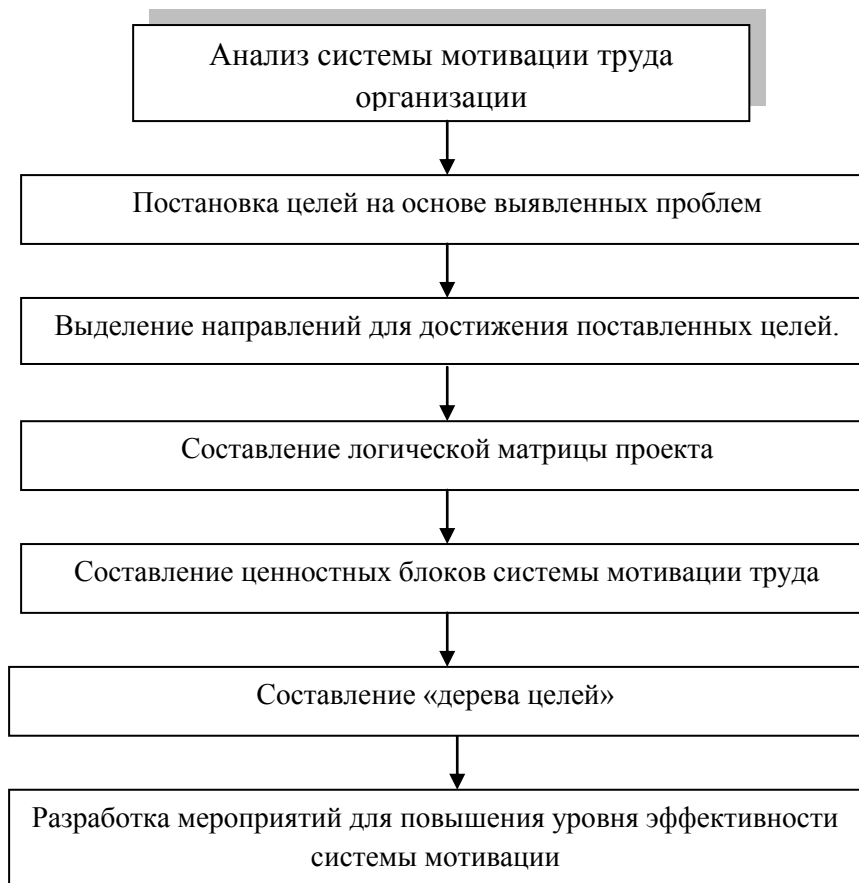 Анализ системы мотивации труда
организации
Постановка целей на основе выявленных проблем
Выделение направлений для достижения поставленных целей.
Составление логической матрицы проекта
Составление ценностных блоков системы мотивации труда
Составление «дерева целей»
Разработка мероприятий для повышения уровня эффективности
системы мотивации